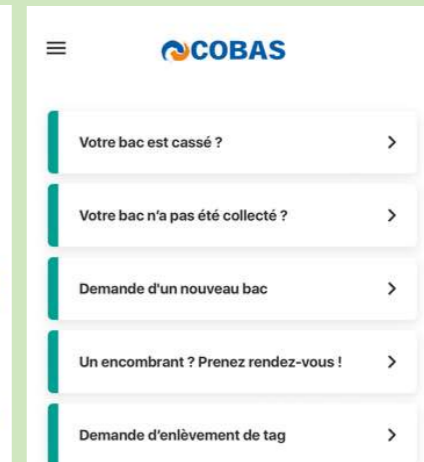 COBAS
Votre bac est cassé ?
Votre bac n'a pas été collecté ?
Demande d'un nouveau bac
Un encombrant ? Prenez rendez-vous !
Demande d'enlèvement de tag